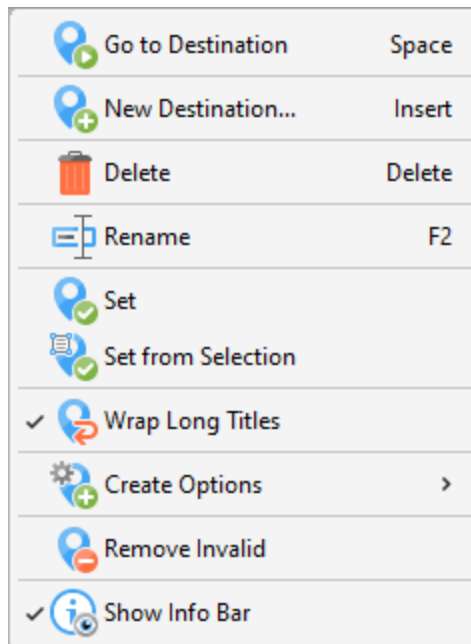 Go to Destination Space
New Destination... Insert
Delete Delete
Rename F2
Set
Set from Selection
Wrap Long Titles
Create Options
Remove Invalid
Show Info Bar